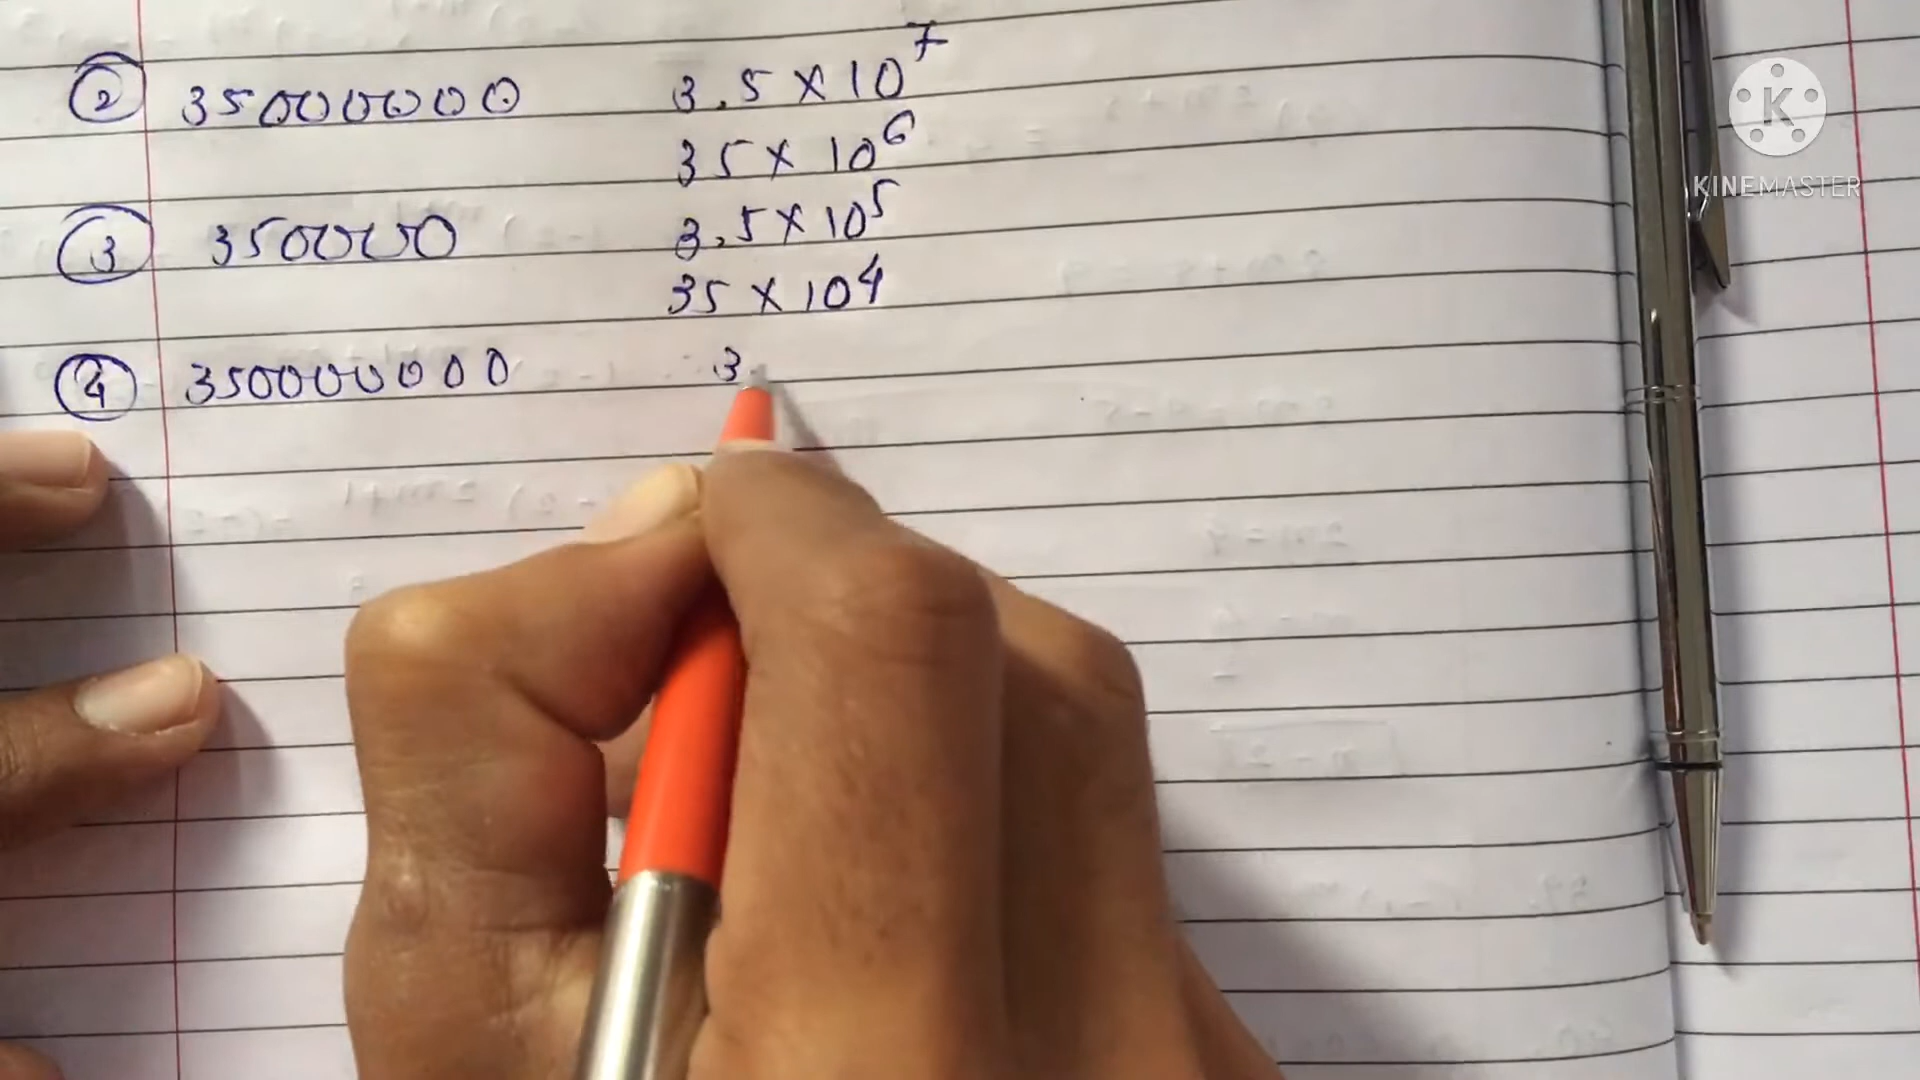 ② 35000000 3.5 × 10⁷
35 × 10⁶
③ 350000 3.5 × 10⁵
35 × 10⁴
④ 350000000 3.
K
KINEMASTER